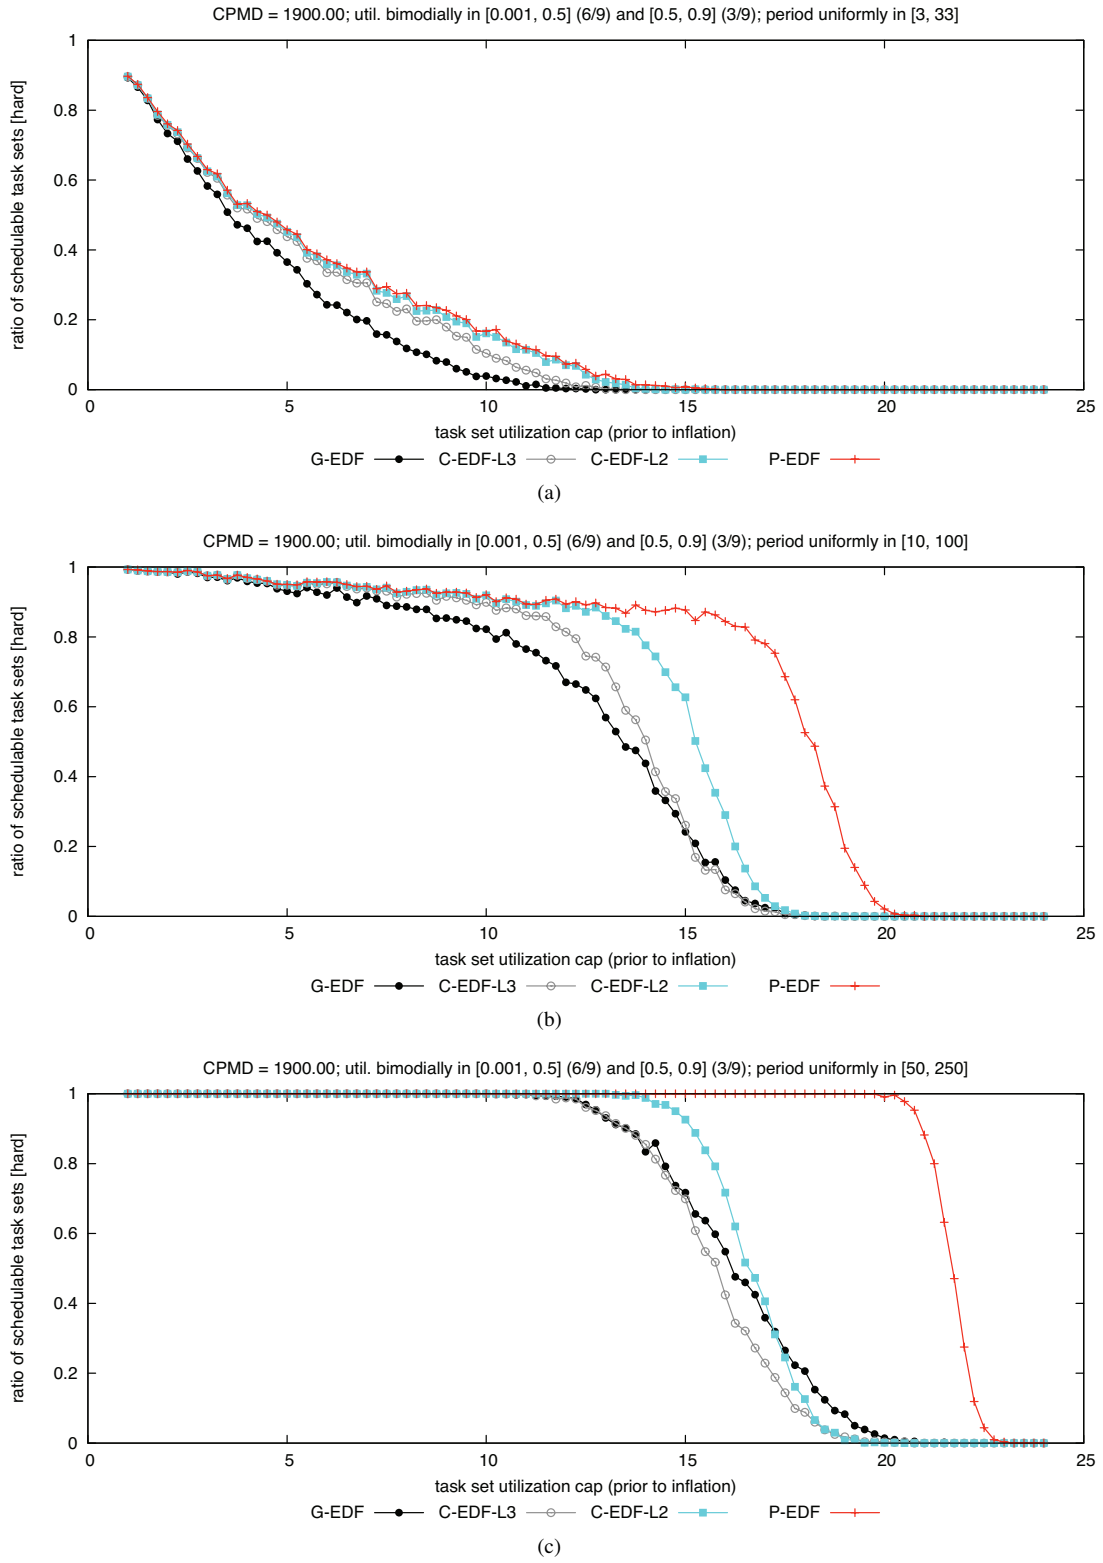 CPMD = 1900.00; util. bimodially in [0.001, 0.5] (6/9) and [0.5, 0.9] (3/9); period uniformly in [3, 33]
1
0.8
0.6
0.4
0.2
0
ratio of schedulable task sets [hard]
0 5 10 15 20 25
task set utilization cap (prior to inflation)
G-EDF C-EDF-L3 C-EDF-L2 P-EDF
(a)
CPMD = 1900.00; util. bimodially in [0.001, 0.5] (6/9) and [0.5, 0.9] (3/9); period uniformly in [10, 100]
1
0.8
0.6
0.4
0.2
0
ratio of schedulable task sets [hard]
0 5 10 15 20 25
task set utilization cap (prior to inflation)
G-EDF C-EDF-L3 C-EDF-L2 P-EDF
(b)
CPMD = 1900.00; util. bimodially in [0.001, 0.5] (6/9) and [0.5, 0.9] (3/9); period uniformly in [50, 250]
1
0.8
0.6
0.4
0.2
0
ratio of schedulable task sets [hard]
0 5 10 15 20 25
task set utilization cap (prior to inflation)
G-EDF C-EDF-L3 C-EDF-L2 P-EDF
(c)